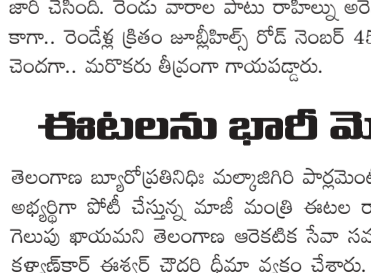 జారి చేసింది. రెండు వారాల పాటు రాహిల్ను అరె
కాగా.. రెండేళ్ల క్రితం జూబ్లీహిల్స్ రోడ్ నెంబర్ 45
చెందగా.. మరొకరు తీవ్రంగా గాయపడ్డారు.
ఈటలను భారీ మె
తెలంగాణ బ్యూరోప్రతినిధిః మల్కాజిగిరి పార్లమెంట
అభ్యర్థిగా పోటీ చేస్తున్న మాజీ మంత్రి ఈటల రా
గెలుపు ఖాయమని తెలంగాణ ఆరెకటిక సేవా సమ
కళ్యాణ్‌కార్ ఈశ్వర్ చౌదరి ధీమా వ్యక్తం చేశారు.